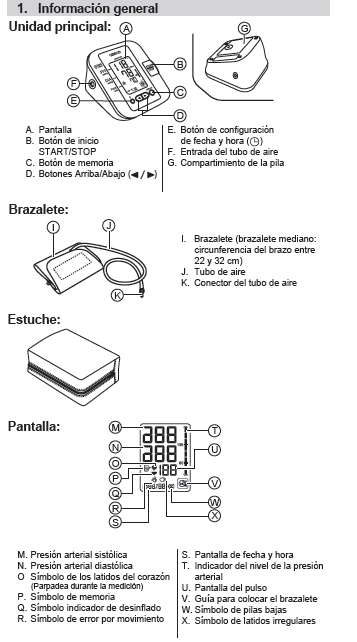 1. Información general
Unidad principal:
A
B
C
D
E
F
G
A. Pantalla
B. Botón de inicio
START/STOP
C. Botón de memoria
D. Botones Arriba/Abajo (◄ / ►)
E. Botón de configuración
de fecha y hora
F. Entrada del tubo de aire
G. Compartimiento de la pila
Brazalete:
I
J
K
I. Brazalete (brazalete mediano:
circunferencia del brazo entre
22 y 32 cm)
J. Tubo de aire
K. Conector del tubo de aire
Estuche:
Pantalla:
M
N
O
P
Q
R
S
T
U
V
W
X
M. Presión arterial sistólica
N. Presión arterial diastólica
O Símbolo de los latidos del corazón
(Parpadea durante la medición)
P. Símbolo de memoria
Q. Símbolo indicador de desinflado
R. Símbolo de error por movimiento
S. Pantalla de fecha y hora
T. Indicador del nivel de la presión
arterial
U. Pantalla del pulso
V. Guía para colocar el brazalete
W. Símbolo de pilas bajas
X. Símbolo de latidos irregulares